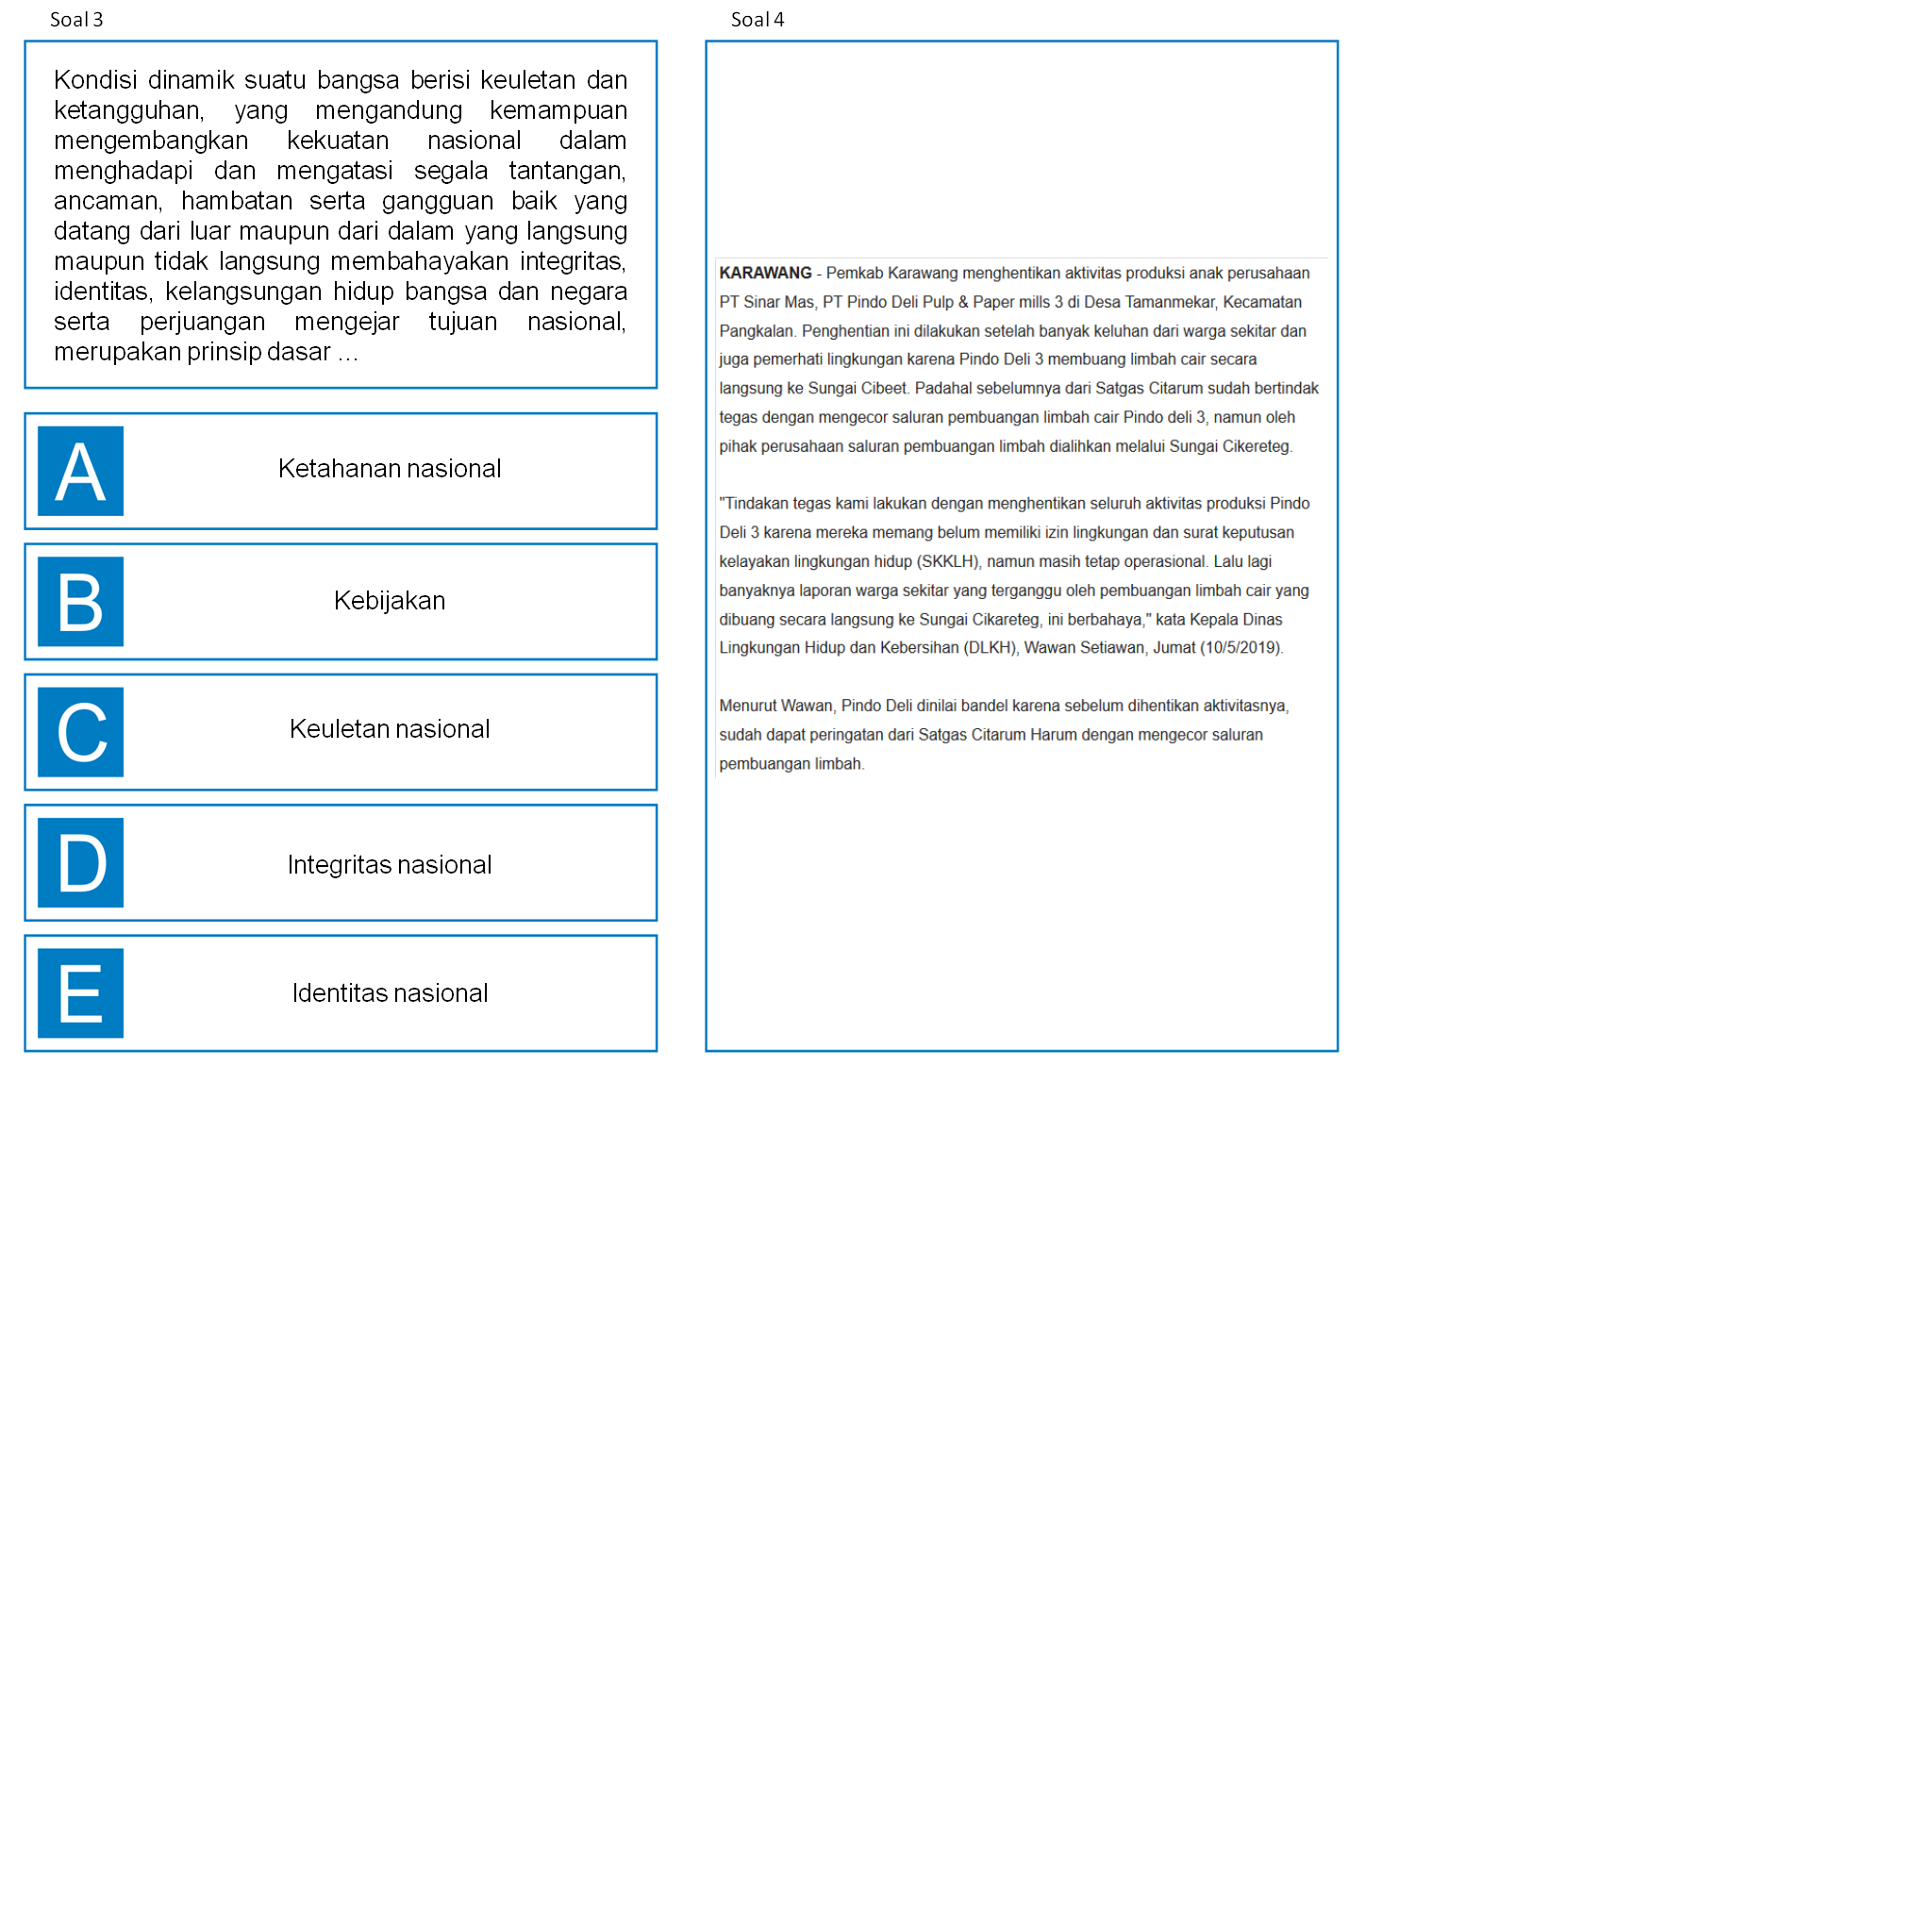 Soal 3
Kondisi dinamik suatu bangsa berisi keuletan dan
ketangguhan, yang mengandung kemampuan
mengembangkan kekuatan nasional dalam
menghadapi dan mengatasi segala tantangan,
ancaman, hambatan serta gangguan baik yang
datang dari luar maupun dari dalam yang langsung
maupun tidak langsung membahayakan integritas,
identitas, kelangsungan hidup bangsa dan negara
serta perjuangan mengejar tujuan nasional,
merupakan prinsip dasar ...
A
Ketahanan nasional
B
Kebijakan
C
Keuletan nasional
D
Integritas nasional
E
Identitas nasional
Soal 4
KARAWANG - Pemkab Karawang menghentikan aktivitas produksi anak perusahaan
PT Sinar Mas, PT Pindo Deli Pulp & Paper mills 3 di Desa Tamanmekar, Kecamatan
Pangkalan. Penghentian ini dilakukan setelah banyak keluhan dari warga sekitar dan
juga pemerhati lingkungan karena Pindo Deli 3 membuang limbah cair secara
langsung ke Sungai Cibeet. Padahal sebelumnya dari Satgas Citarum sudah bertindak
tegas dengan mengecor saluran pembuangan limbah cair Pindo deli 3, namun oleh
pihak perusahaan saluran pembuangan limbah dialihkan melalui Sungai Cikereteg.
"Tindakan tegas kami lakukan dengan menghentikan seluruh aktivitas produksi Pindo
Deli 3 karena mereka memang belum memiliki izin lingkungan dan surat keputusan
kelayakan lingkungan hidup (SKKLH), namun masih tetap operasional. Lalu lagi
banyaknya laporan warga sekitar yang terganggu oleh pembuangan limbah cair yang
dibuang secara langsung ke Sungai Cikareteg, ini berbahaya," kata Kepala Dinas
Lingkungan Hidup dan Kebersihan (DLKH), Wawan Setiawan, Jumat (10/5/2019).
Menurut Wawan, Pindo Deli dinilai bandel karena sebelum dihentikan aktivitasnya,
sudah dapat peringatan dari Satgas Citarum Harum dengan mengecor saluran
pembuangan limbah.